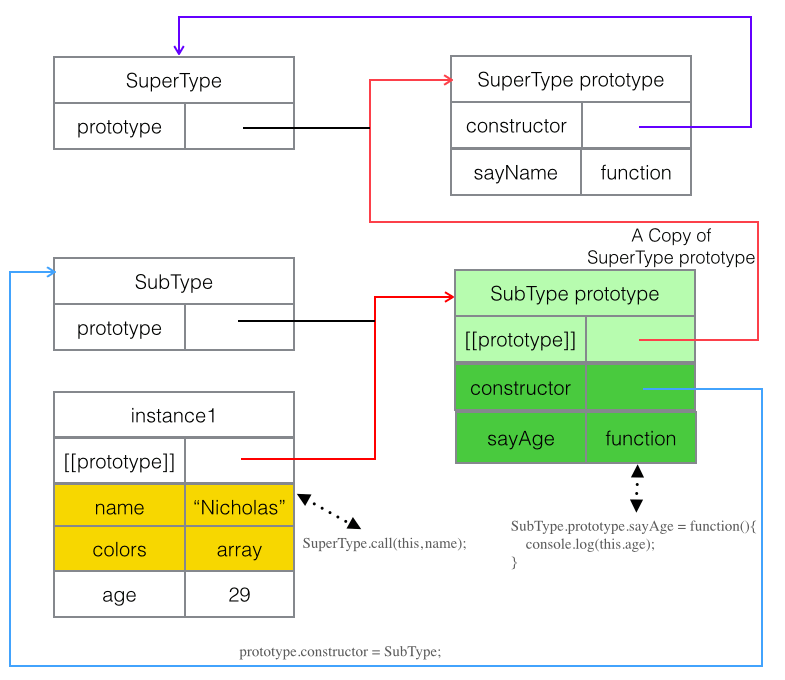 SuperType
prototype
SuperType prototype
constructor
sayName function
A Copy of
SuperType prototype
SubType
prototype
SubType prototype
[[prototype]]
constructor
sayAge function
instance1
[[prototype]]
name “Nicholas”
colors array
age 29
SuperType.call(this,name);
SubType.prototype.sayAge = function(){
console.log(this.age);
}
prototype.constructor = SubType;